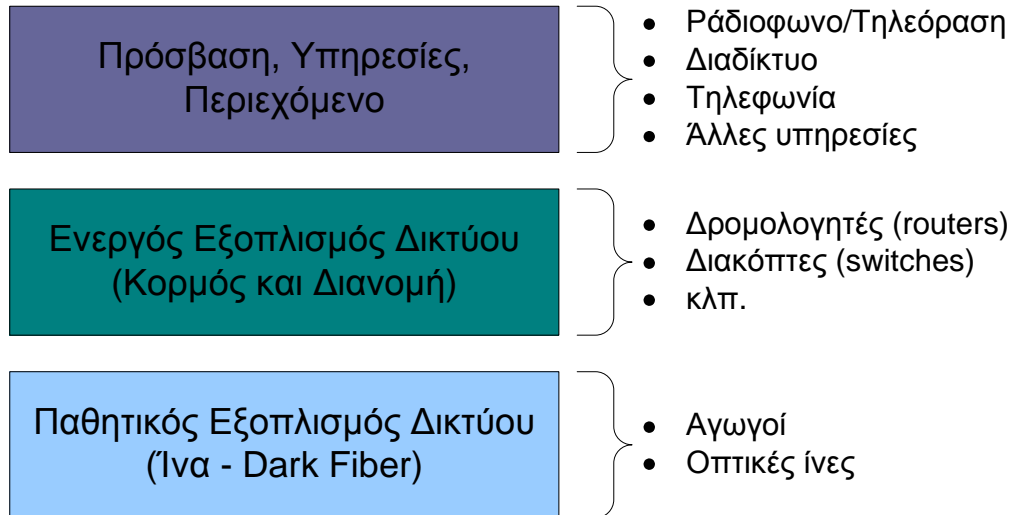 Πρόσβαση, Υπηρεσίες,
Περιεχόμενο
• Ράδιοφωνο/Τηλεόραση
• Διαδίκτυο
• Τηλεφωνία
• Άλλες υπηρεσίες
Ενεργός Εξοπλισμός Δικτύου
(Κορμός και Διανομή)
• Δρομολογητές (routers)
• Διακόπτες (switches)
• κλπ.
Παθητικός Εξοπλισμός Δικτύου
(Ίνα - Dark Fiber)
• Αγωγοί
• Οπτικές ίνες